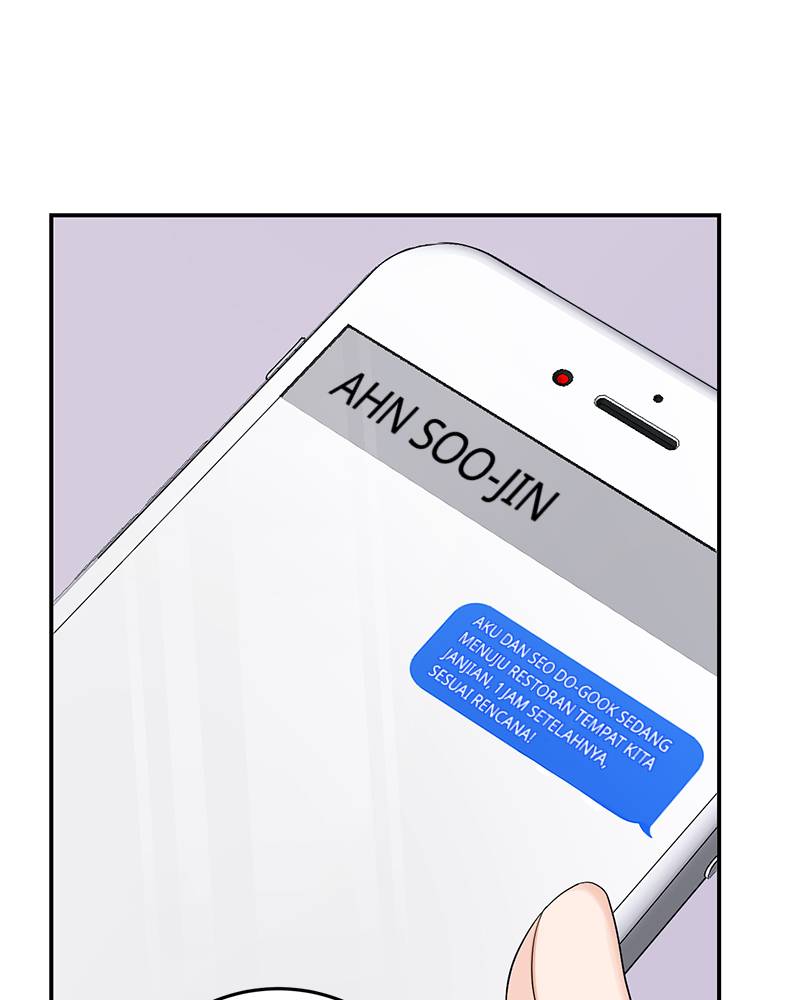 AHN SOO-JIN
AKU DAN SEO DO-GOOK SEDANG
MENUJU RESTORAN TEMPAT KITA
JANJIAN, 1 JAM SETELAHNYA,
SESUAI RENCANA!